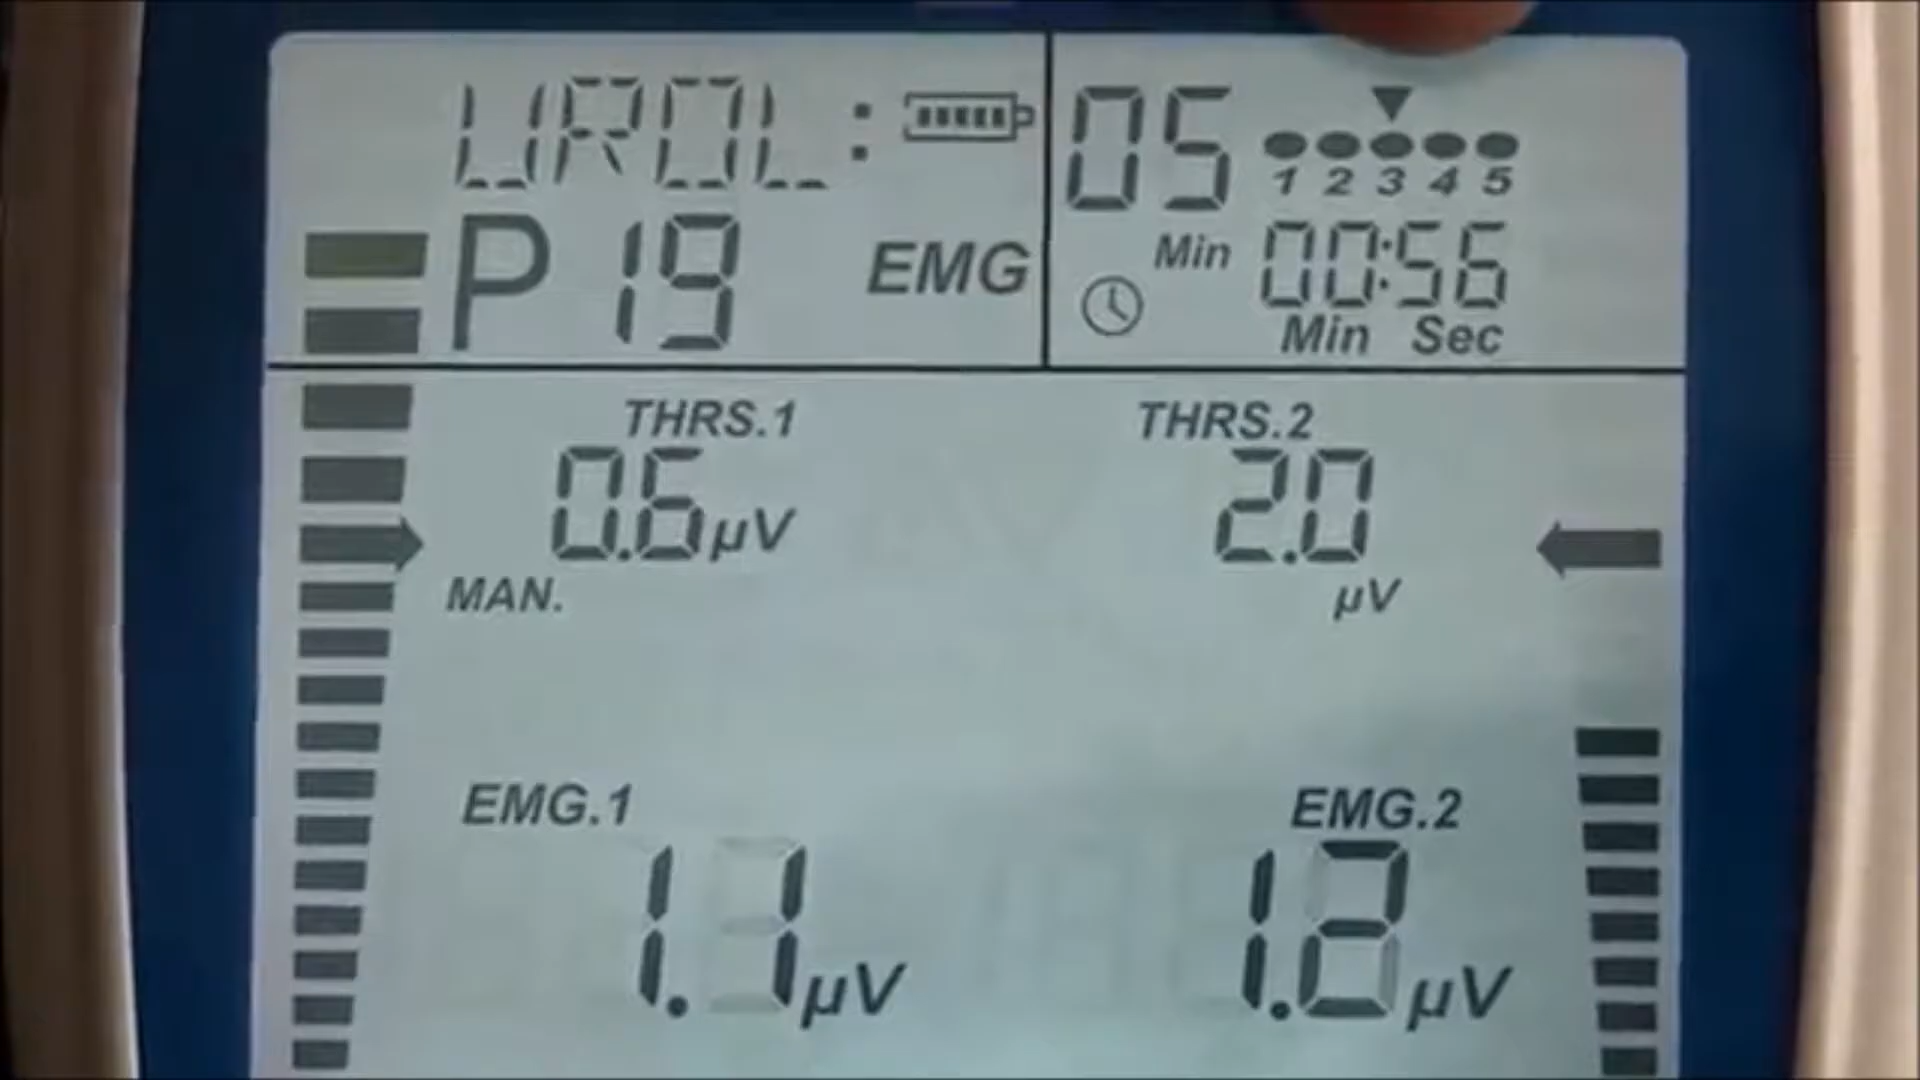 UROL:
P 19 EMG
05 Min
1 2 3 4 5
00:56
Min Sec
THRS.1
0.6 µV
MAN.
THRS.2
2.0
µV
EMG.1
1.1 µV
EMG.2
1.2 µV